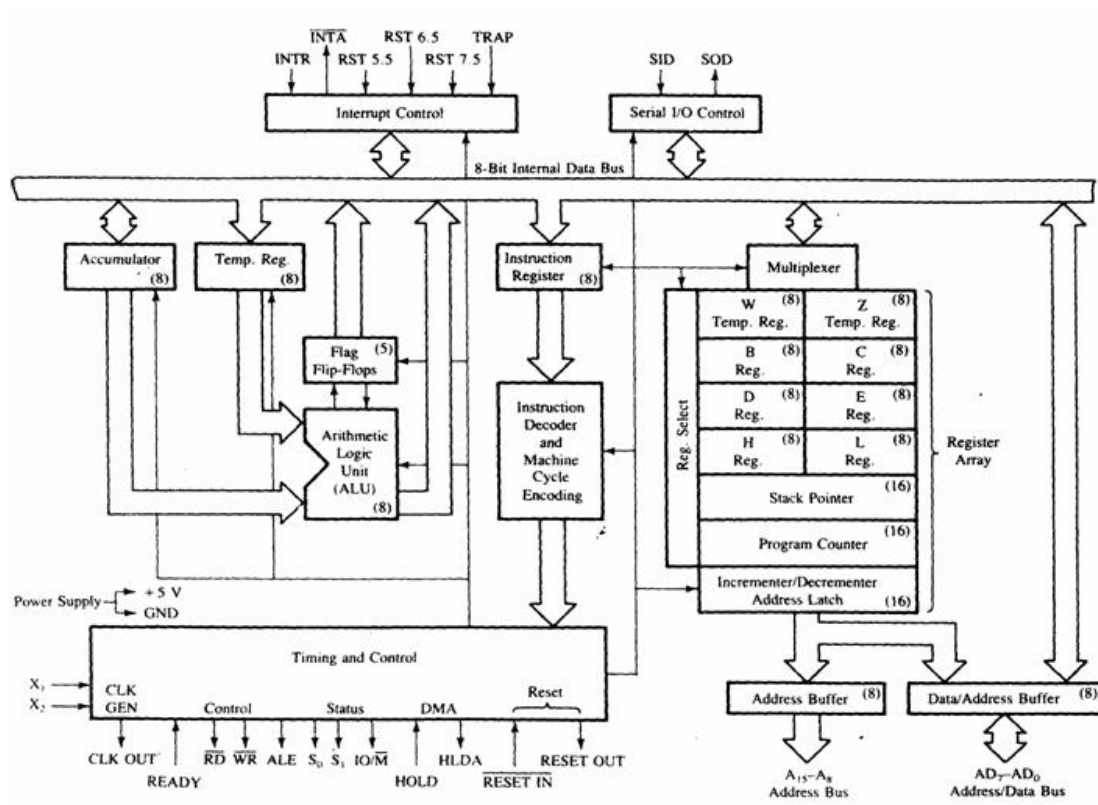 INTA
RST 6.5
TRAP
INTR
RST 5.5
RST 7.5
SID
SOD
Interrupt Control
Serial I/O Control
8-Bit Internal Data Bus
Accumulator
(8)
Temp. Reg.
(8)
Instruction
Register
(8)
Multiplexer
Flag
(5)
Flip-Flops
Arithmetic
Logic
Unit
(ALU)
(8)
Instruction
Decoder
and
Machine
Cycle
Encoding
Reg. Select
W (8)
Temp. Reg.
Z (8)
Temp. Reg.
B (8)
Reg.
C (8)
Reg.
D (8)
Reg.
E (8)
Reg.
H (8)
Reg.
L (8)
Reg.
Stack Pointer (16)
Program Counter (16)
Incrementer/Decrementer
Address Latch (16)
Register
Array
Power Supply
+5 V
GND
Timing and Control
X₁
X₂
CLK
GEN
Control
Status
DMA
Reset
CLK OUT
READY
RD
WR
ALE
S₀
S₁
IO/M
HOLD
HLDA
RESET IN
RESET OUT
Address Buffer (8)
Data/Address Buffer (8)
A₁₅–A₈
Address Bus
AD₇–AD₀
Address/Data Bus